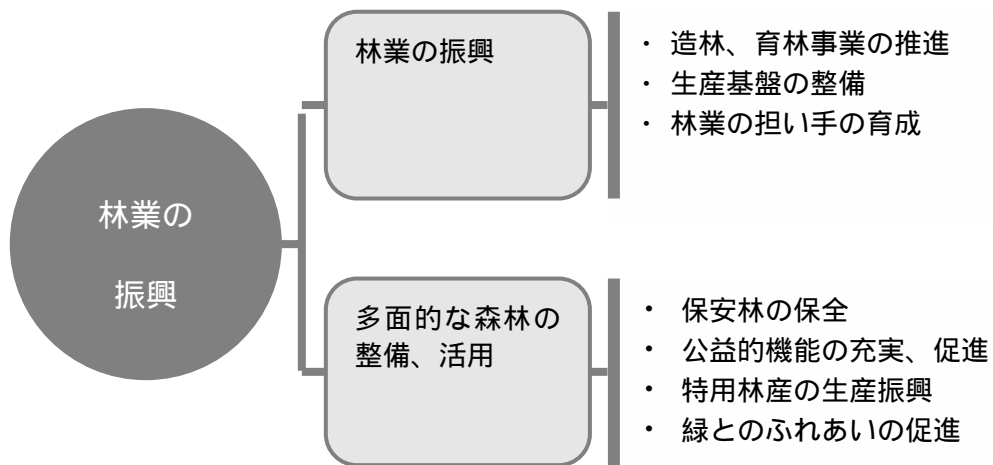 林業の
振興
林業の振興
・ 造林、育林事業の推進
・ 生産基盤の整備
・ 林業の担い手の育成
多面的な森林の
整備、活用
・ 保安林の保全
・ 公益的機能の充実、促進
・ 特用林産の生産振興
・ 緑とのふれあいの促進